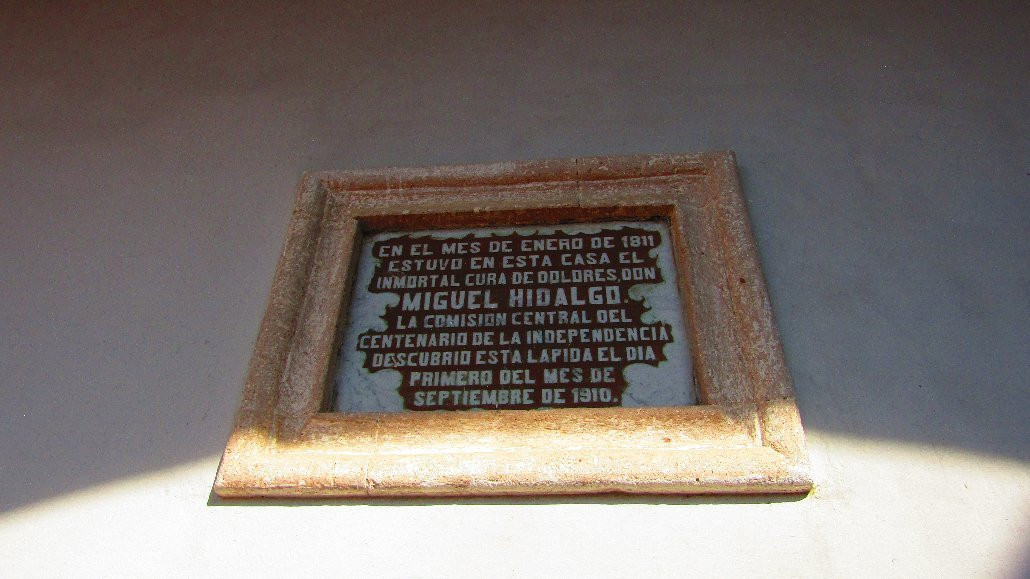 EN EL MES DE ENERO DE 1811
ESTUVO EN ESTA CASA EL
INMORTAL CURA DE DOLORES, DON
MIGUEL HIDALGO.
LA COMISION CENTRAL DEL
CENTENARIO DE LA INDEPENDENCIA
DESCUBRIO ESTA LAPIDA EL DIA
PRIMERO DEL MES DE
SEPTIEMBRE DE 1910.